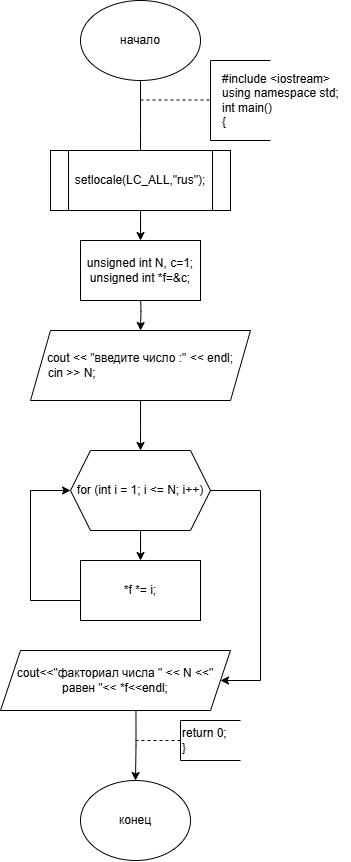 начало
#include <iostream>
using namespace std;
int main()
{
setlocale(LC_ALL,"rus");
unsigned int N, c=1;
unsigned int *f=&c;
cout << "введите число :" << endl;
cin >> N;
for (int i = 1; i <= N; i++)
*f *= i;
cout<<"факториал числа " << N <<"
равен "<< *f<<endl;
return 0;
}
конец